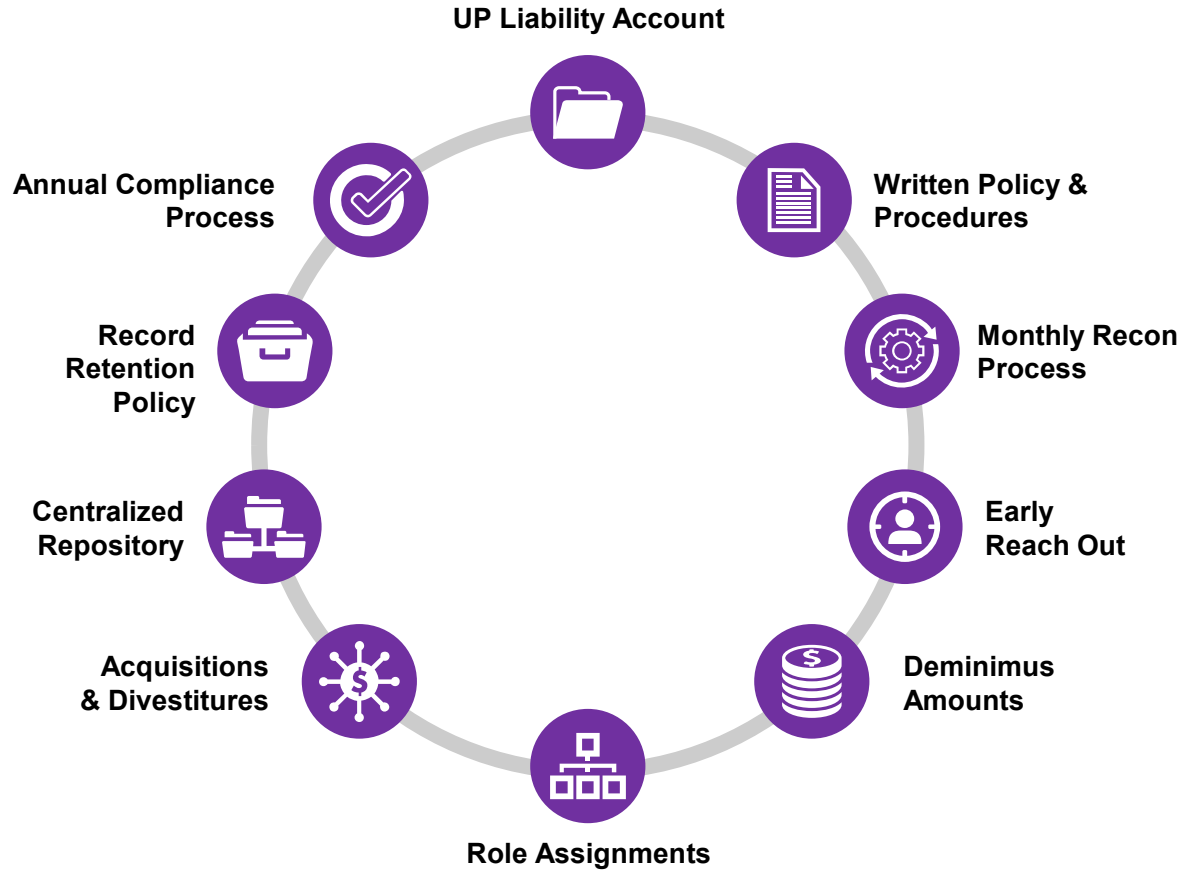 UP Liability Account
Written Policy &
Procedures
Monthly Recon
Process
Early
Reach Out
Deminimus
Amounts
Role Assignments
Acquisitions
& Divestitures
Centralized
Repository
Record
Retention
Policy
Annual Compliance
Process